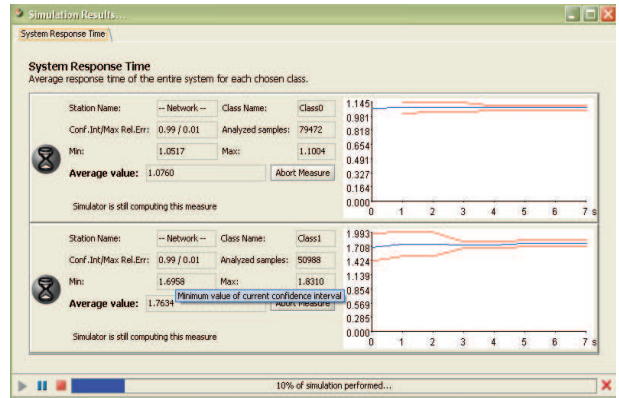 Simulation Results...
System Response Time
System Response Time
Average response time of the entire system for each chosen class.
Station Name: -- Network -- Class Name: Class0
Conf.Int/Max Rel.Err: 0.99 / 0.01 Analyzed samples: 79472
Min: 1.0517 Max: 1.1004
Average value: 1.0760 Abort Measure
Simulator is still computing this measure
1.145
0.981
0.818
0.654
0.491
0.327
0.164
0.000
0 1 2 3 4 5 6 7 s
Station Name: -- Network -- Class Name: Class1
Conf.Int/Max Rel.Err: 0.99 / 0.01 Analyzed samples: 50988
Min: 1.6958 Max: 1.8310
Minimum value of current confidence interval
Average value: 1.7634 Abort Measure
Simulator is still computing this measure
1.993
1.708
1.424
1.139
0.854
0.569
0.285
0.000
0 1 2 3 4 5 6 7 s
10% of simulation performed...